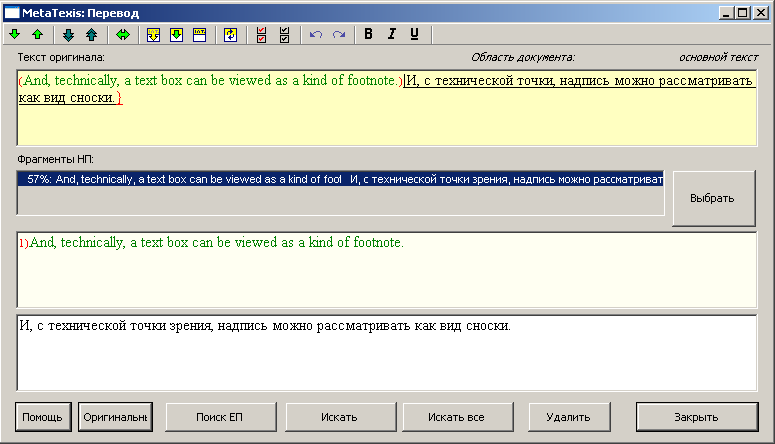 MetaTexis: Перевод
B I U
Текст оригинала: Область документа: основной текст
(And, technically, a text box can be viewed as a kind of footnote.)|И, с технической точки, надпись можно рассматривать
как вид сноски.}
Фрагменты НП:
57%: And, technically, a text box can be viewed as a kind of foot И, с технической точки зрения, надпись можно рассматриват
Выбрать
1)And, technically, a text box can be viewed as a kind of footnote.
И, с технической точки зрения, надпись можно рассматривать как вид сноски.
Помощь Оригинальнь Поиск ЕП Искать Искать все Удалить Закрыть